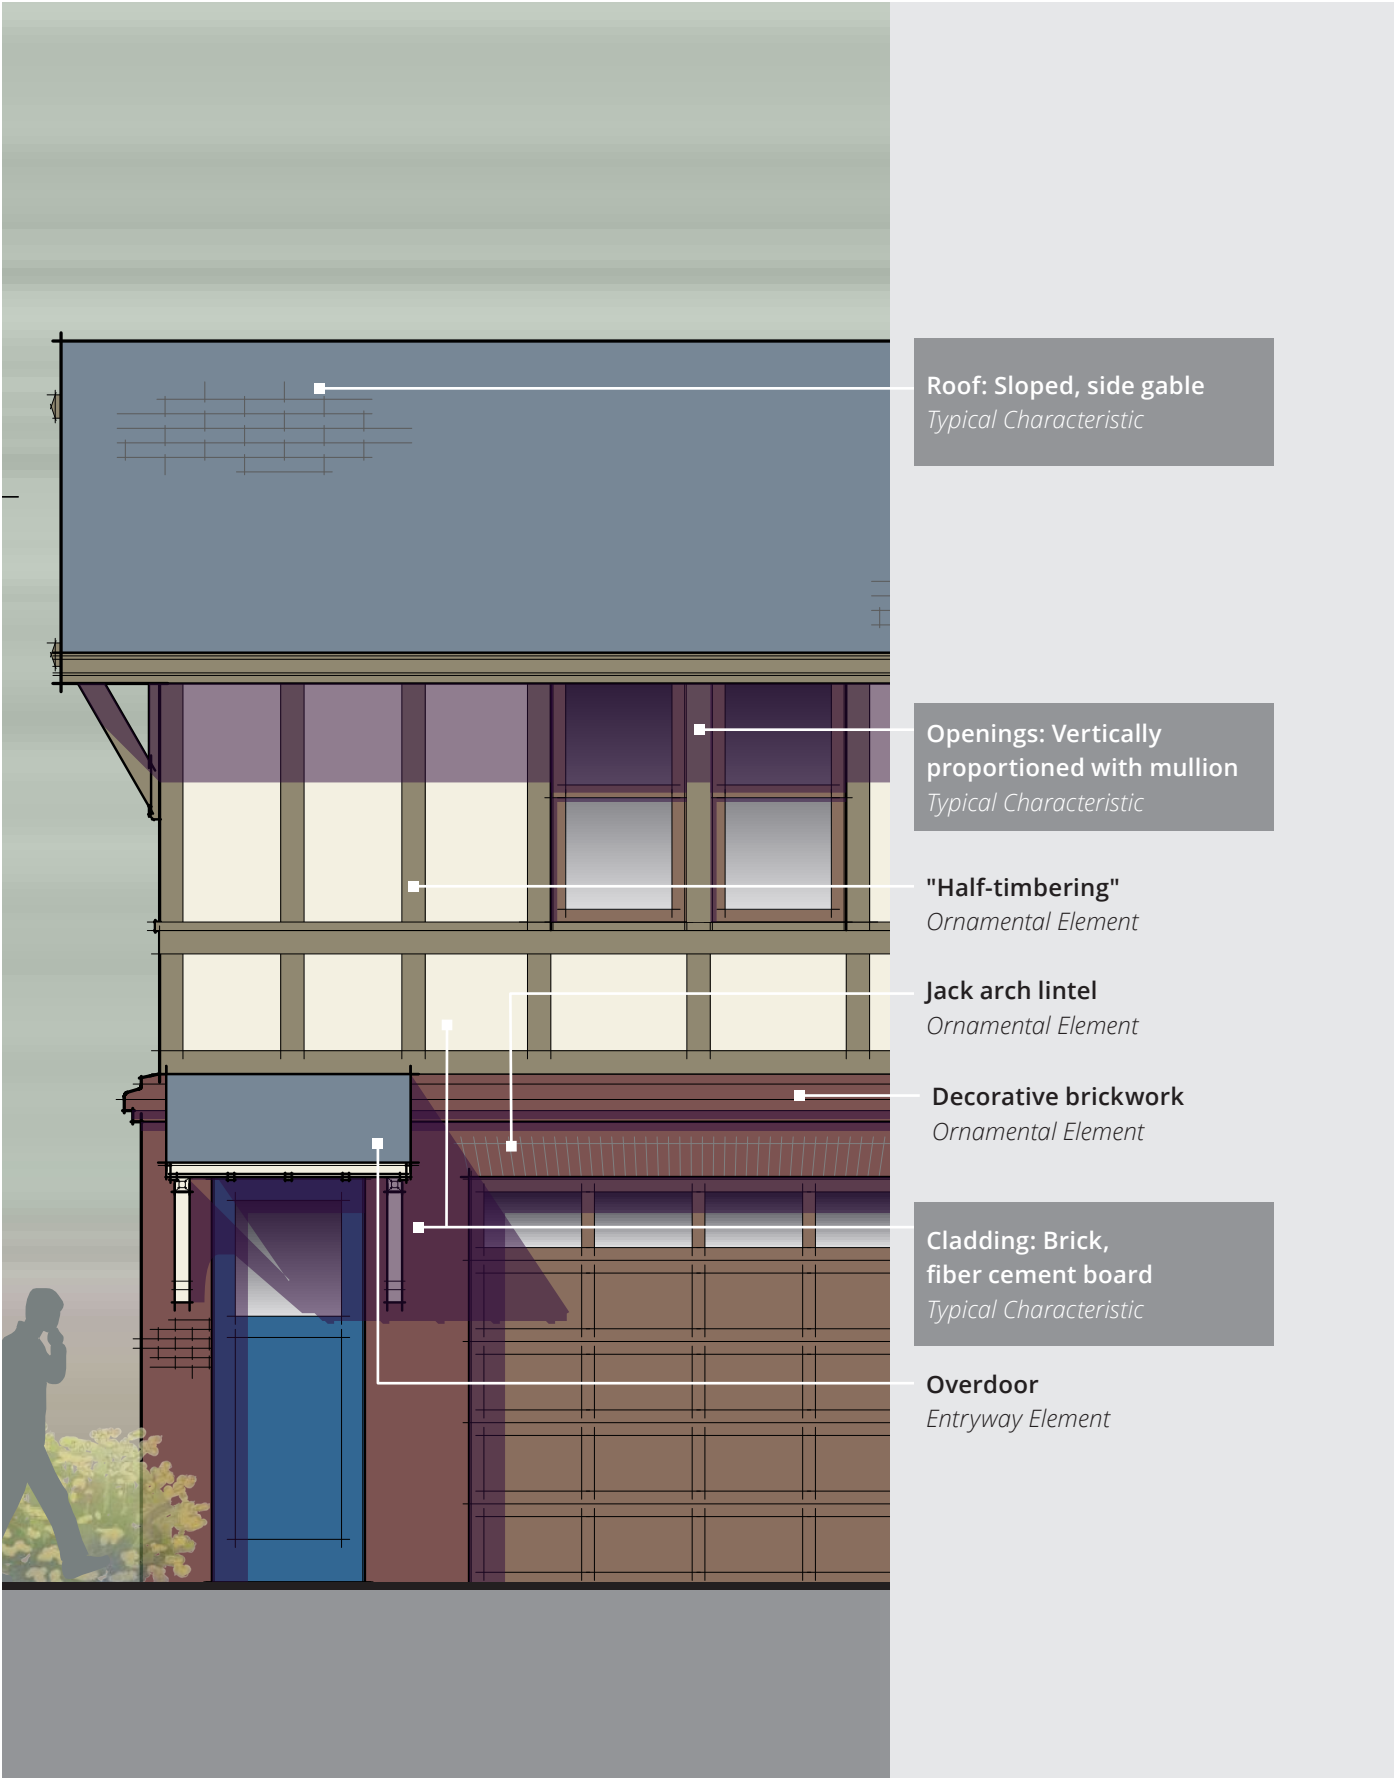 Roof: Sloped, side gable
Typical Characteristic
Openings: Vertically
proportioned with mullion
Typical Characteristic
"Half-timbering"
Ornamental Element
Jack arch lintel
Ornamental Element
Decorative brickwork
Ornamental Element
Cladding: Brick,
fiber cement board
Typical Characteristic
Overdoor
Entryway Element